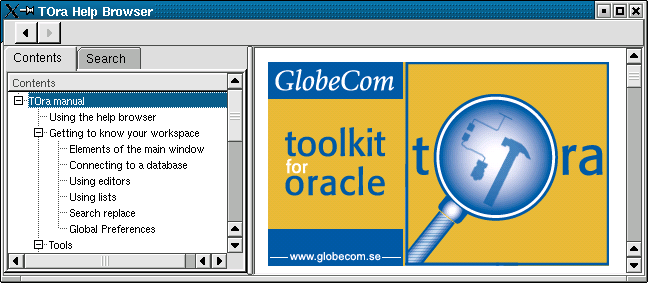 TOra Help Browser
Contents
Search
Contents
TOra manual
Using the help browser
Getting to know your workspace
Elements of the main window
Connecting to a database
Using editors
Using lists
Search replace
Global Preferences
Tools
GlobeCom
toolkit
for
oracle
www.globecom.se
tora